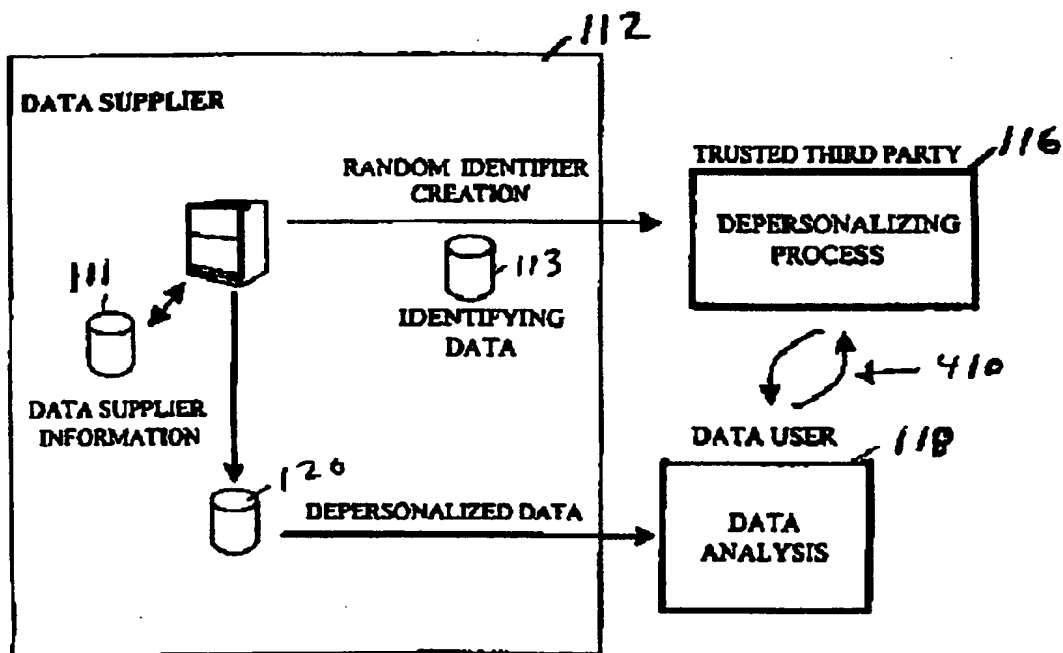 112
DATA SUPPLIER
RANDOM IDENTIFIER
CREATION
TRUSTED THIRD PARTY
116
DEPERSONALIZING
PROCESS
111
113
IDENTIFYING
DATA
410
DATA SUPPLIER
INFORMATION
DATA USER
118
120
DEPERSONALIZED DATA
DATA
ANALYSIS